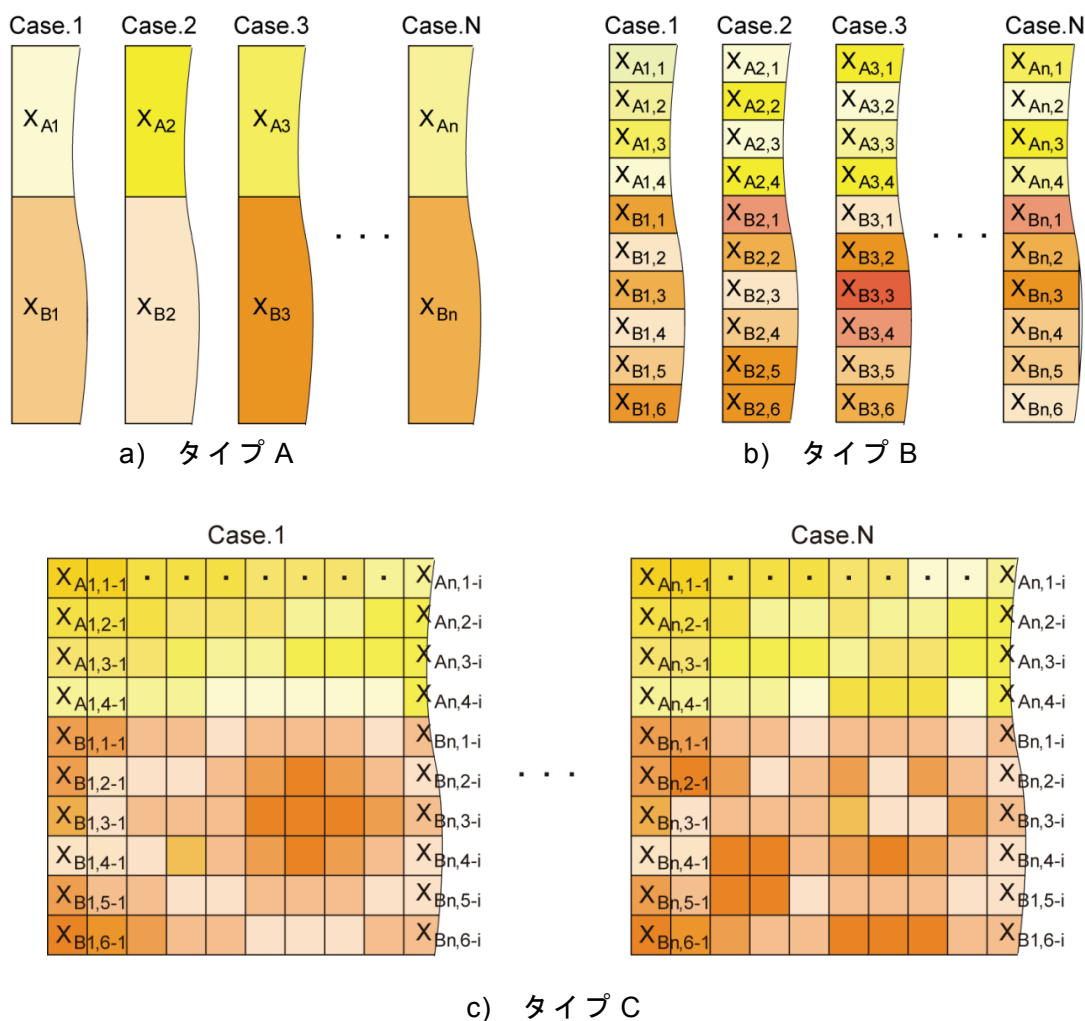 Case.1 Case.2 Case.3 Case.N
XA1 XA2 XA3 XAn
. . .
XB1 XB2 XB3 XBn
a) タイプ A
Case.1 Case.2 Case.3 Case.N
XA1,1 XA2,1 XA3,1 XAn,1
XA1,2 XA2,2 XA3,2 XAn,2
XA1,3 XA2,3 XA3,3 XAn,3
XA1,4 XA2,4 XA3,4 XAn,4
XB1,1 XB2,1 XB3,1 . . . XBn,1
XB1,2 XB2,2 XB3,2 XBn,2
XB1,3 XB2,3 XB3,3 XBn,3
XB1,4 XB2,4 XB3,4 XBn,4
XB1,5 XB2,5 XB3,5 XBn,5
XB1,6 XB2,6 XB3,6 XBn,6
b) タイプ B
Case.1
XA1,1-1 . . . . . . . XAn,1-i
XA1,2-1 XAn,2-i
XA1,3-1 XAn,3-i
XA1,4-1 XAn,4-i
XB1,1-1 XBn,1-i
XB1,2-1 XBn,2-i
XB1,3-1 XBn,3-i
XB1,4-1 XBn,4-i
XB1,5-1 XBn,5-i
XB1,6-1 XBn,6-i
. . .
Case.N
XAn,1-1 . . . . . . . XAn,1-i
XAn,2-1 XAn,2-i
XAn,3-1 XAn,3-i
XAn,4-1 XAn,4-i
XBn,1-1 XBn,1-i
XBn,2-1 XBn,2-i
XBn,3-1 XBn,3-i
XBn,4-1 XBn,4-i
XBn,5-1 XB1,5-i
XBn,6-1 XB1,6-i
c) タイプ C